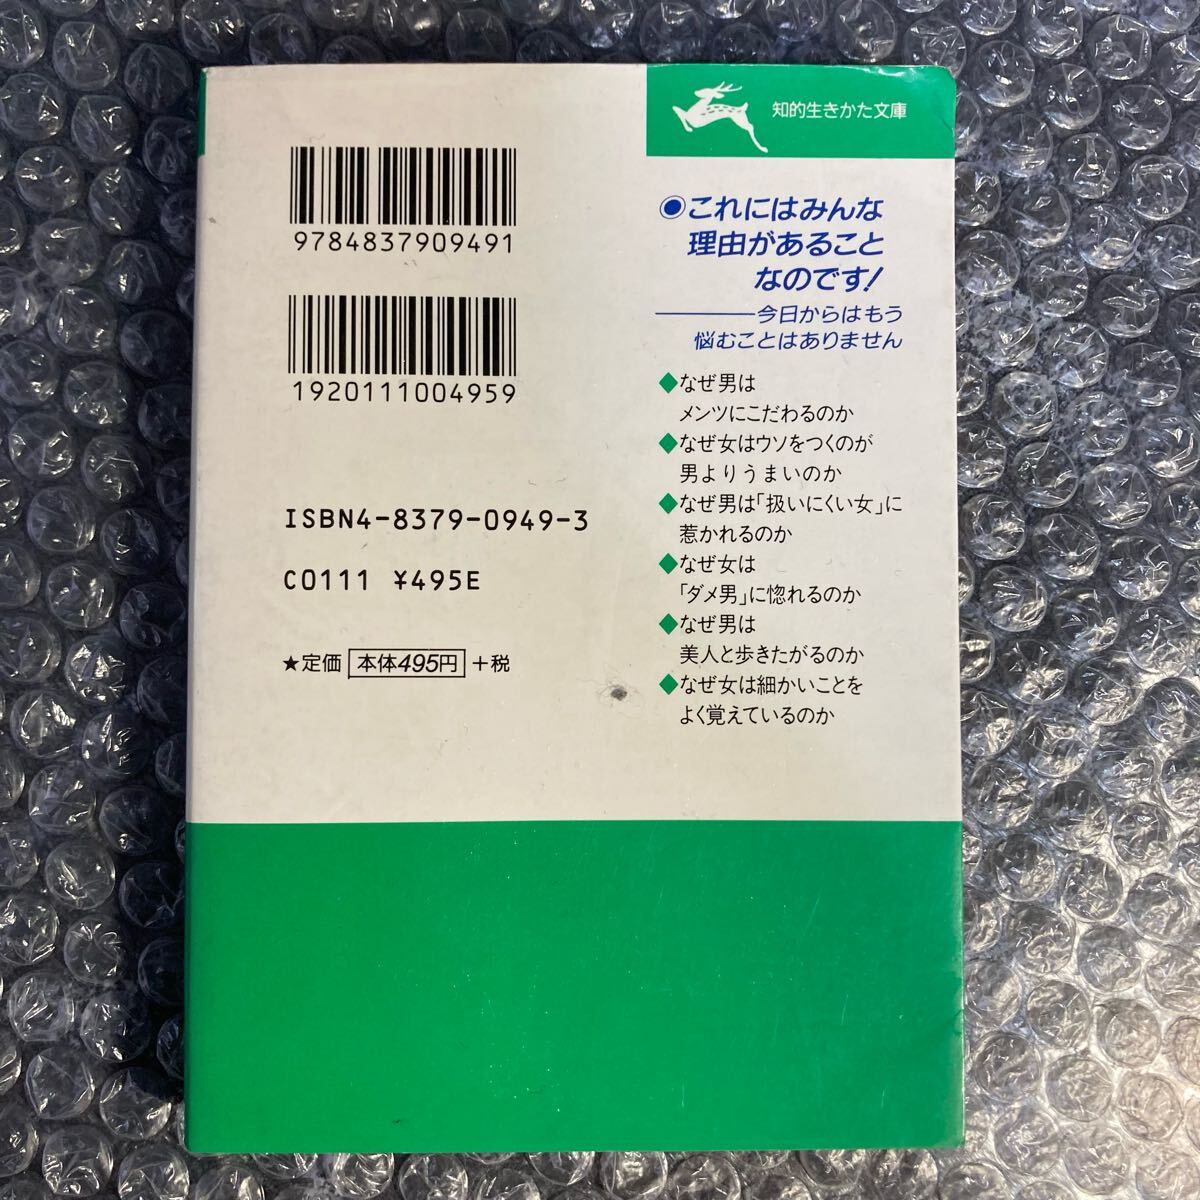 知的生きかた文庫
9784837909491
1920111004959
ISBN4-8379-0949-3
C0111 ¥495E
★定価 本体495円 +税
◉これにはみんな
理由があること
なのです!
――今日からはもう
悩むことはありません
◆なぜ男は
メンツにこだわるのか
◆なぜ女はウソをつくのが
男よりうまいのか
◆なぜ男は「扱いにくい女」に
惹かれるのか
◆なぜ女は
「ダメ男」に惚れるのか
◆なぜ男は
美人と歩きたがるのか
◆なぜ女は細かいことを
よく覚えているのか